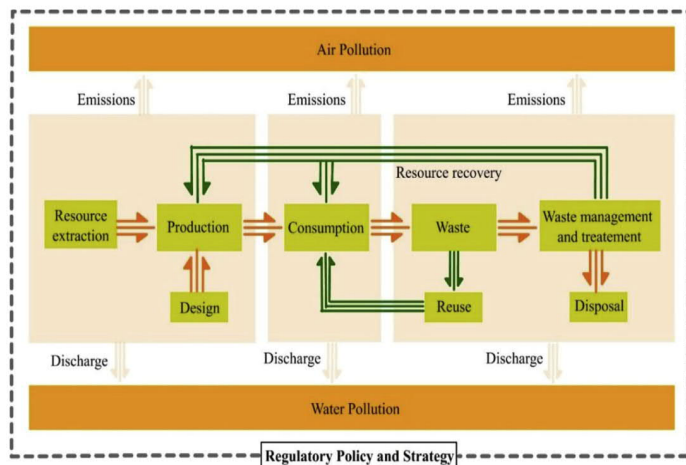 Air Pollution
Emissions
Emissions
Emissions
Resource recovery
Resource
extraction
Production
Consumption
Waste
Waste management
and treatement
Design
Reuse
Disposal
Discharge
Discharge
Discharge
Water Pollution
Regulatory Policy and Strategy